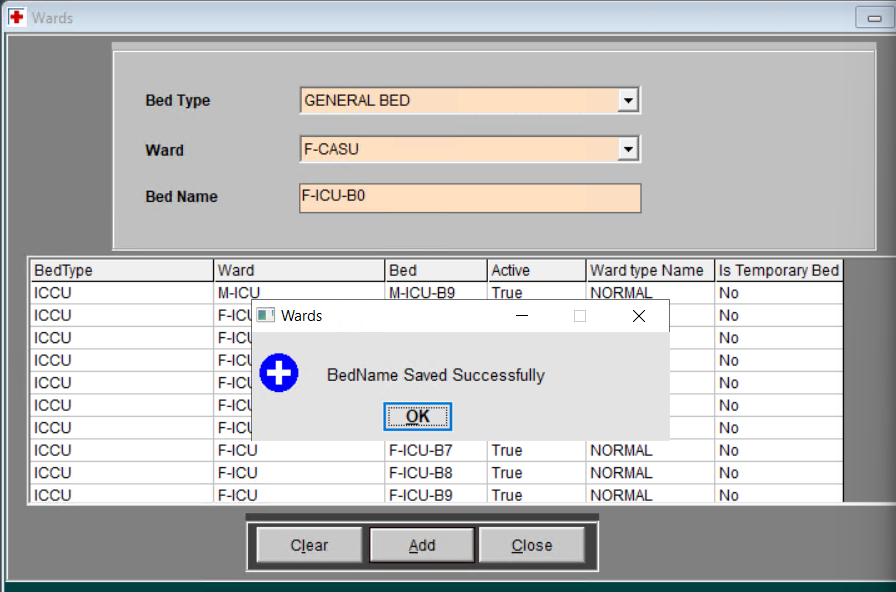 Wards
Bed Type GENERAL BED
Ward F-CASU
Bed Name F-ICU-B0
BedType Ward Bed Active Ward type Name Is Temporary Bed
ICCU M-ICU M-ICU-B9 True NORMAL No
ICCU F-ICU No
Wards
ICCU F-ICU No
ICCU F-ICU No
ICCU F-ICU No
BedName Saved Successfully
ICCU F-ICU No
ICCU F-ICU No
OK
ICCU F-ICU F-ICU-B7 True NORMAL No
ICCU F-ICU F-ICU-B8 True NORMAL No
ICCU F-ICU F-ICU-B9 True NORMAL No
Clear Add Close